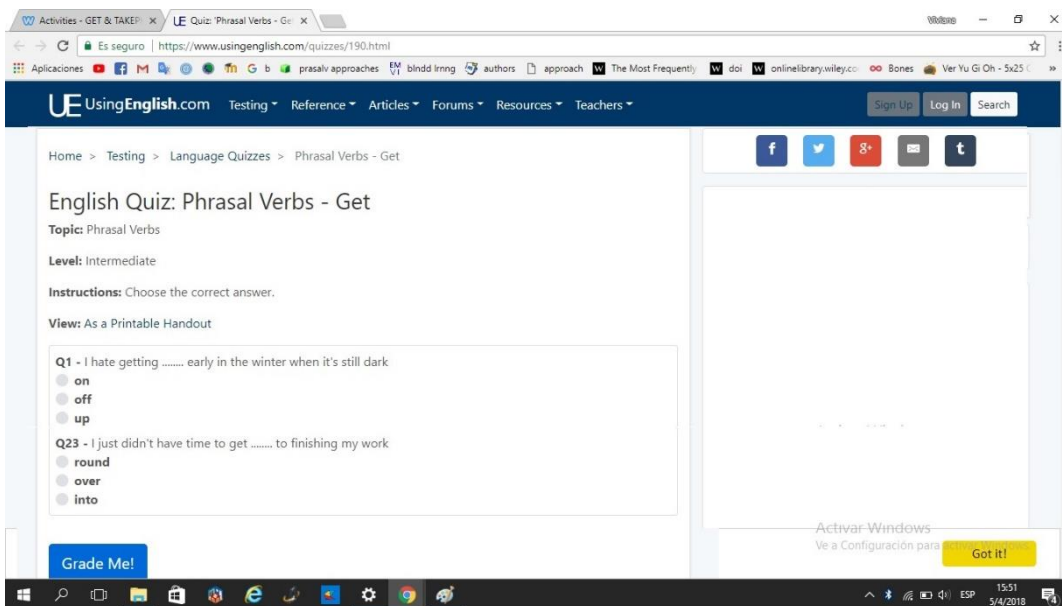 Activities - GET & TAKEP
UE Quiz: 'Phrasal Verbs - Ge
Es seguro | https://www.usingenglish.com/quizzes/190.html
Aplicaciones G b prasalv approaches EM VJ blndd lrnng authors approach W The Most Frequently W doi W onlinelibrary.wiley.co Bones Ver Yu Gi Oh - 5x25 »
UE UsingEnglish.com Testing Reference Articles Forums Resources Teachers Sign Up Log In Search
Home > Testing > Language Quizzes > Phrasal Verbs - Get
f g+ t
English Quiz: Phrasal Verbs - Get
Topic: Phrasal Verbs
Level: Intermediate
Instructions: Choose the correct answer.
View: As a Printable Handout
Q1 - I hate getting ........ early in the winter when it's still dark
on
off
up
Q23 - I just didn't have time to get ........ to finishing my work
round
over
into
Grade Me!
Activar Windows
Ve a Configuración para activar Windows.
Got it!
ESP
15:51
5/4/2018